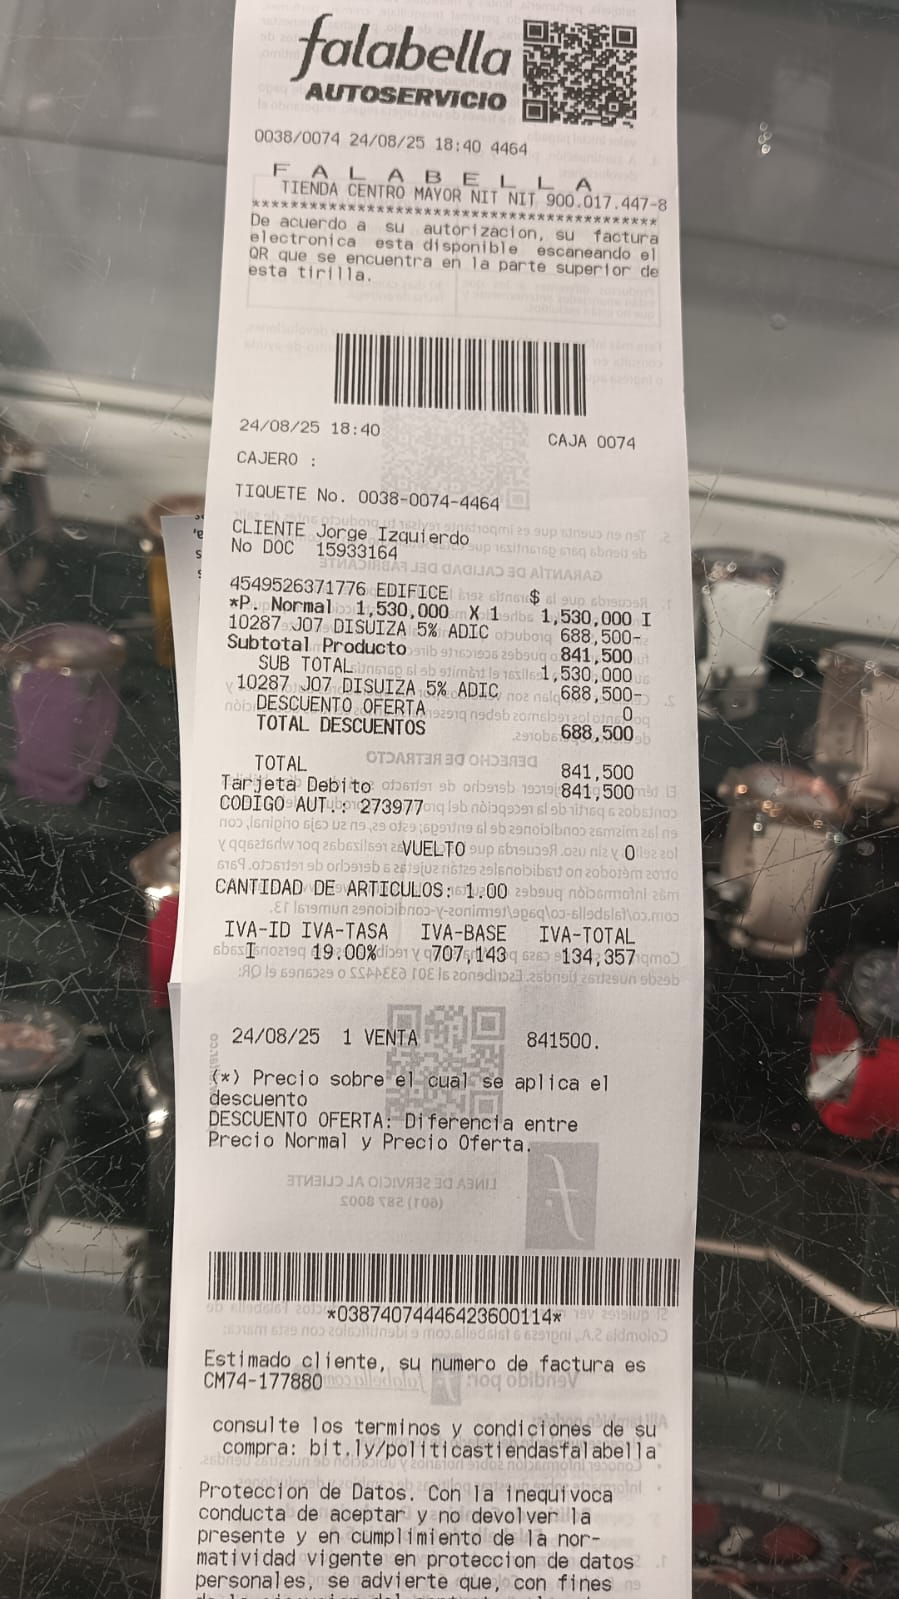 falabella
AUTOSERVICIO
0038/0074 24/08/25 18:40 4464
F A L A B E L L A
TIENDA CENTRO MAYOR NIT NIT 900.017.447-8
******************************************
De acuerdo a su autorizacion, su factura
electronica esta disponible escaneando el
QR que se encuentra en la parte superior de
esta tirilla.
24/08/25 18:40 CAJA 0074
CAJERO :
TIQUETE No. 0038-0074-4464
CLIENTE Jorge Izquierdo
No DOC 15933164
4549526371776 EDIFICE $
*P. Normal 1,530,000 X 1 1,530,000 I
10287 J07 DISUIZA 5% ADIC 688,500-
Subtotal Producto 841,500
SUB TOTAL 1,530,000
10287 J07 DISUIZA 5% ADIC 688,500-
DESCUENTO OFERTA 0
TOTAL DESCUENTOS 688,500
TOTAL 841,500
Tarjeta Debito 841,500
CODIGO AUT.: 273977
VUELTO 0
CANTIDAD DE ARTICULOS: 1.00
IVA-ID IVA-TASA IVA-BASE IVA-TOTAL
I 19.00% 707,143 134,357
24/08/25 1 VENTA 841500.
(*) Precio sobre el cual se aplica el
descuento
DESCUENTO OFERTA: Diferencia entre
Precio Normal y Precio Oferta.
*03874074446423600114*
Estimado cliente, su numero de factura es
CM74-177880
consulte los terminos y condiciones de su
compra: bit.ly/politicastiendasfalabella
Proteccion de Datos. Con la inequivoca
conducta de aceptar y no devolver la
presente y en cumplimiento de la nor-
matividad vigente en proteccion de datos
personales, se advierte que, con fines